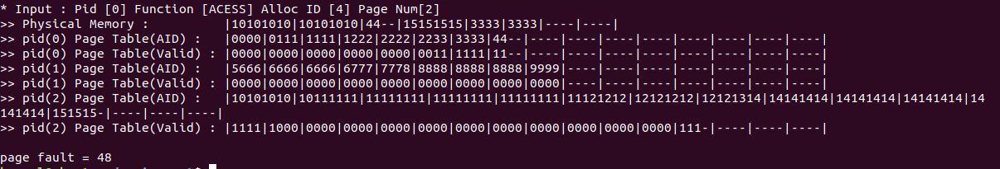 * Input : Pid [0] Function [ACESS] Alloc ID [4] Page Num[2]
>> Physical Memory :          |10101010|10101010|44--|15151515|3333|3333|----|----|
>> pid(0) Page Table(AID) :   |0000|0111|1111|1222|2222|2233|3333|44--|----|----|----|----|----|----|----|----|
>> pid(0) Page Table(Valid) : |0000|0000|0000|0000|0000|0011|1111|11--|----|----|----|----|----|----|----|----|
>> pid(1) Page Table(AID) :   |5666|6666|6666|6777|7778|8888|8888|8888|9999|----|----|----|----|----|----|----|
>> pid(1) Page Table(Valid) : |0000|0000|0000|0000|0000|0000|0000|0000|0000|----|----|----|----|----|----|----|
>> pid(2) Page Table(AID) :   |10101010|10111111|11111111|11111111|11111111|11121212|12121212|12121314|14141414|14141414|14141414|14
141414|151515-|----|----|----|
>> pid(2) Page Table(Valid) : |1111|1000|0000|0000|0000|0000|0000|0000|0000|0000|0000|0000|111-|----|----|----|
page fault = 48